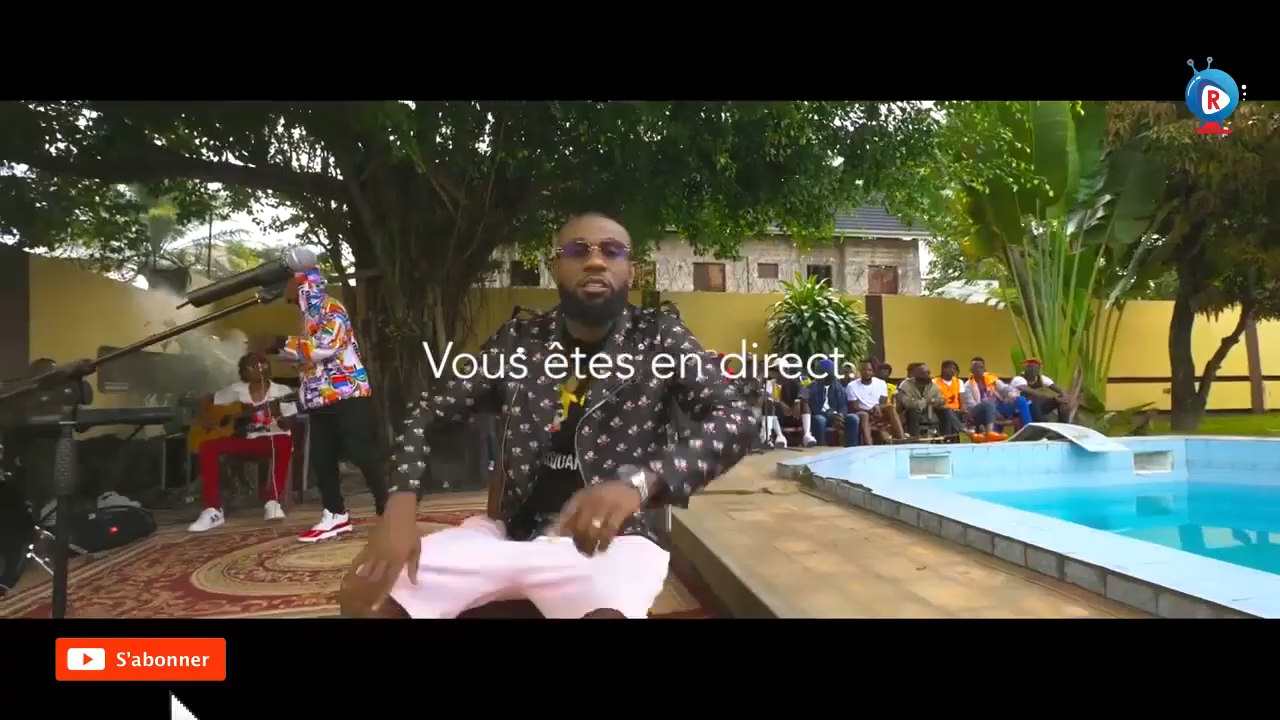 R
Vous êtes en direct.
S'abonner